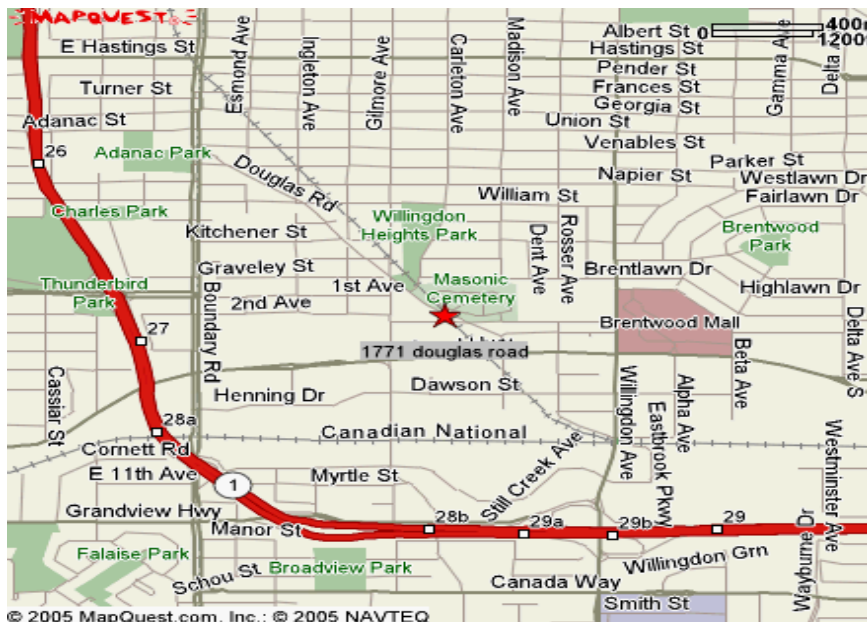 MAPQUEST
400m
0
1200ft
E Hastings St
Esmond Ave
Ingleton Ave
Gilmore Ave
Carleton Ave
Madison Ave
Albert St
Hastings St
Pender St
Frances St
Georgia St
Gamma Ave
Delta
Turner St
Adanac St
Union St
Venables St
26
Adanac Park
Douglas Rd
Parker St
Napier St
Westlawn Dr
William St
Fairlawn Dr
Charles Park
Kitchener St
Willingdon
Heights Park
Dent Ave
Rosser Ave
Brentwood
Park
Graveley St
Brentlawn Dr
Thunderbird
Park
1st Ave
Masonic
Cemetery
Highlawn Dr
2nd Ave
Boundary Rd
27
Brentwood Mall
1771 douglas road
Delta Ave S
Beta Ave
Cassiar St
Henning Dr
Dawson St
Willingdon Ave
Alpha Ave
28a
Canadian National
Cornett Rd
Eastbrook Pkwy
Westminster Ave
E 11th Ave
1
Myrtle St
Still Creek Ave
Grandview Hwy
Manor St
28b
29a
29b
29
Wayburne Dr
Falaise Park
Willingdon Grn
Schou St
Broadview Park
Canada Way
Smith St
© 2005 MapQuest.com, Inc.; © 2005 NAVTEQ